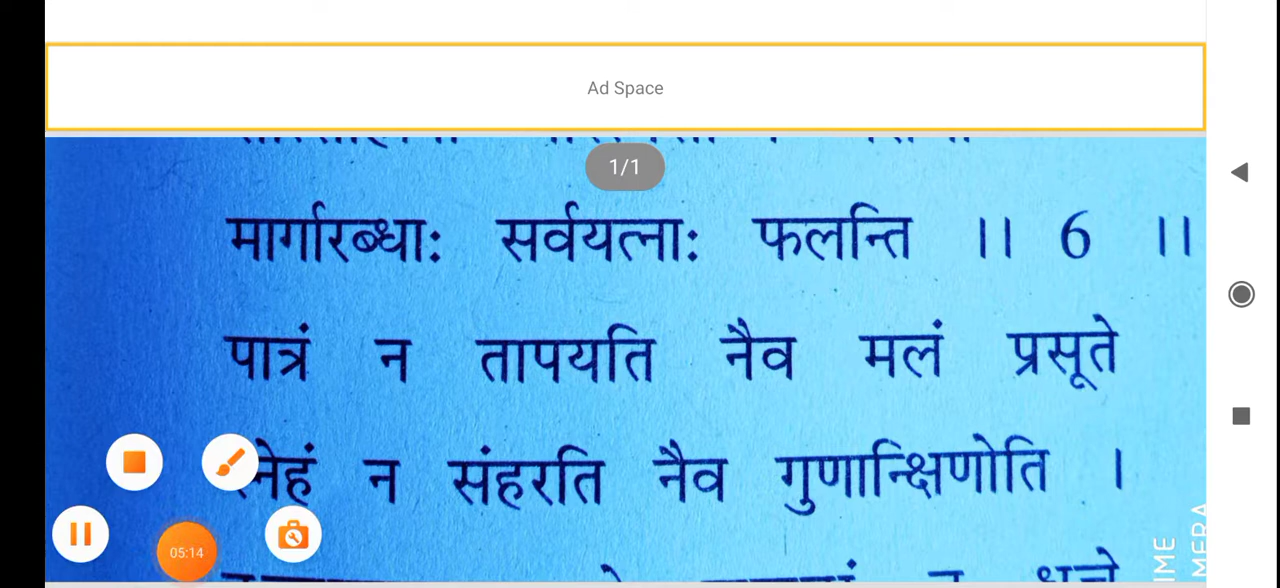 Ad Space
1/1
मार्गारब्धाः सर्वयत्नाः फलन्ति ।। 6 ।।
पात्रं न तापयति नैव मलं प्रसूते
स्नेहं न संहरति नैव गुणान्क्षिणोति ।
05:14